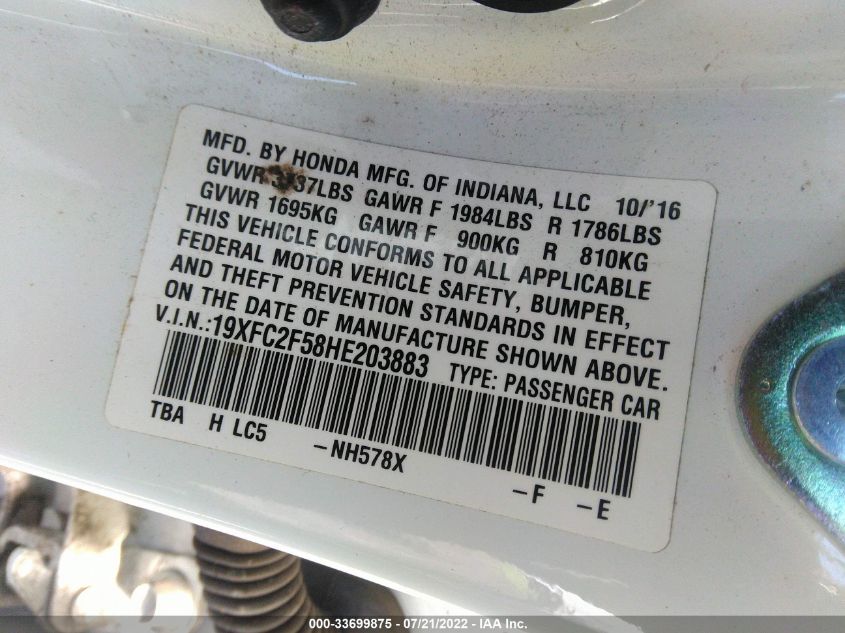 MFD. BY HONDA MFG. OF INDIANA, LLC 10/'16
GVWR 3737LBS GAWR F 1984LBS R 1786LBS
GVWR 1695KG GAWR F 900KG R 810KG
THIS VEHICLE CONFORMS TO ALL APPLICABLE
FEDERAL MOTOR VEHICLE SAFETY, BUMPER,
AND THEFT PREVENTION STANDARDS IN EFFECT
ON THE DATE OF MANUFACTURE SHOWN ABOVE.
V.I.N.:19XFC2F58HE203883 TYPE: PASSENGER CAR
TBA H LC5 -NH578X -F -E
000-33699875 - 07/21/2022 - IAA Inc.